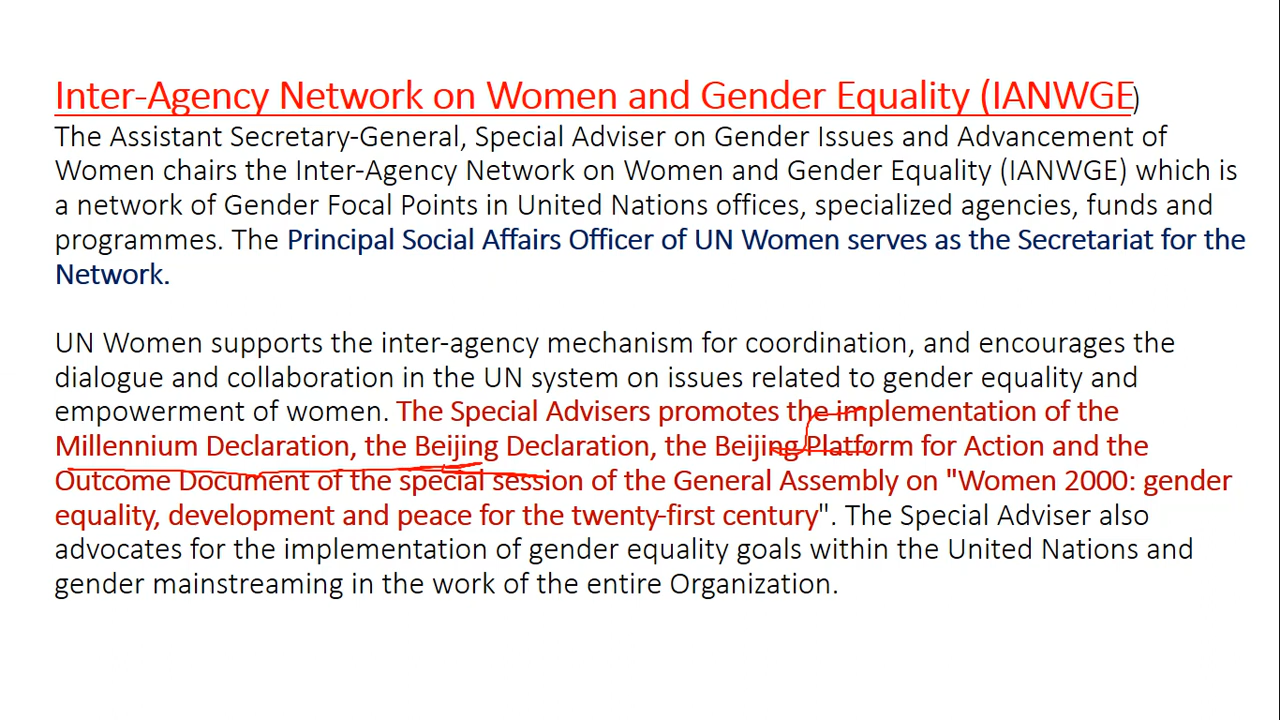 Inter-Agency Network on Women and Gender Equality (IANWGE)
The Assistant Secretary-General, Special Adviser on Gender Issues and Advancement of
Women chairs the Inter-Agency Network on Women and Gender Equality (IANWGE) which is
a network of Gender Focal Points in United Nations offices, specialized agencies, funds and
programmes. The Principal Social Affairs Officer of UN Women serves as the Secretariat for the
Network.
UN Women supports the inter-agency mechanism for coordination, and encourages the
dialogue and collaboration in the UN system on issues related to gender equality and
empowerment of women. The Special Advisers promotes the implementation of the
Millennium Declaration, the Beijing Declaration, the Beijing Platform for Action and the
Outcome Document of the special session of the General Assembly on "Women 2000: gender
equality, development and peace for the twenty-first century". The Special Adviser also
advocates for the implementation of gender equality goals within the United Nations and
gender mainstreaming in the work of the entire Organization.